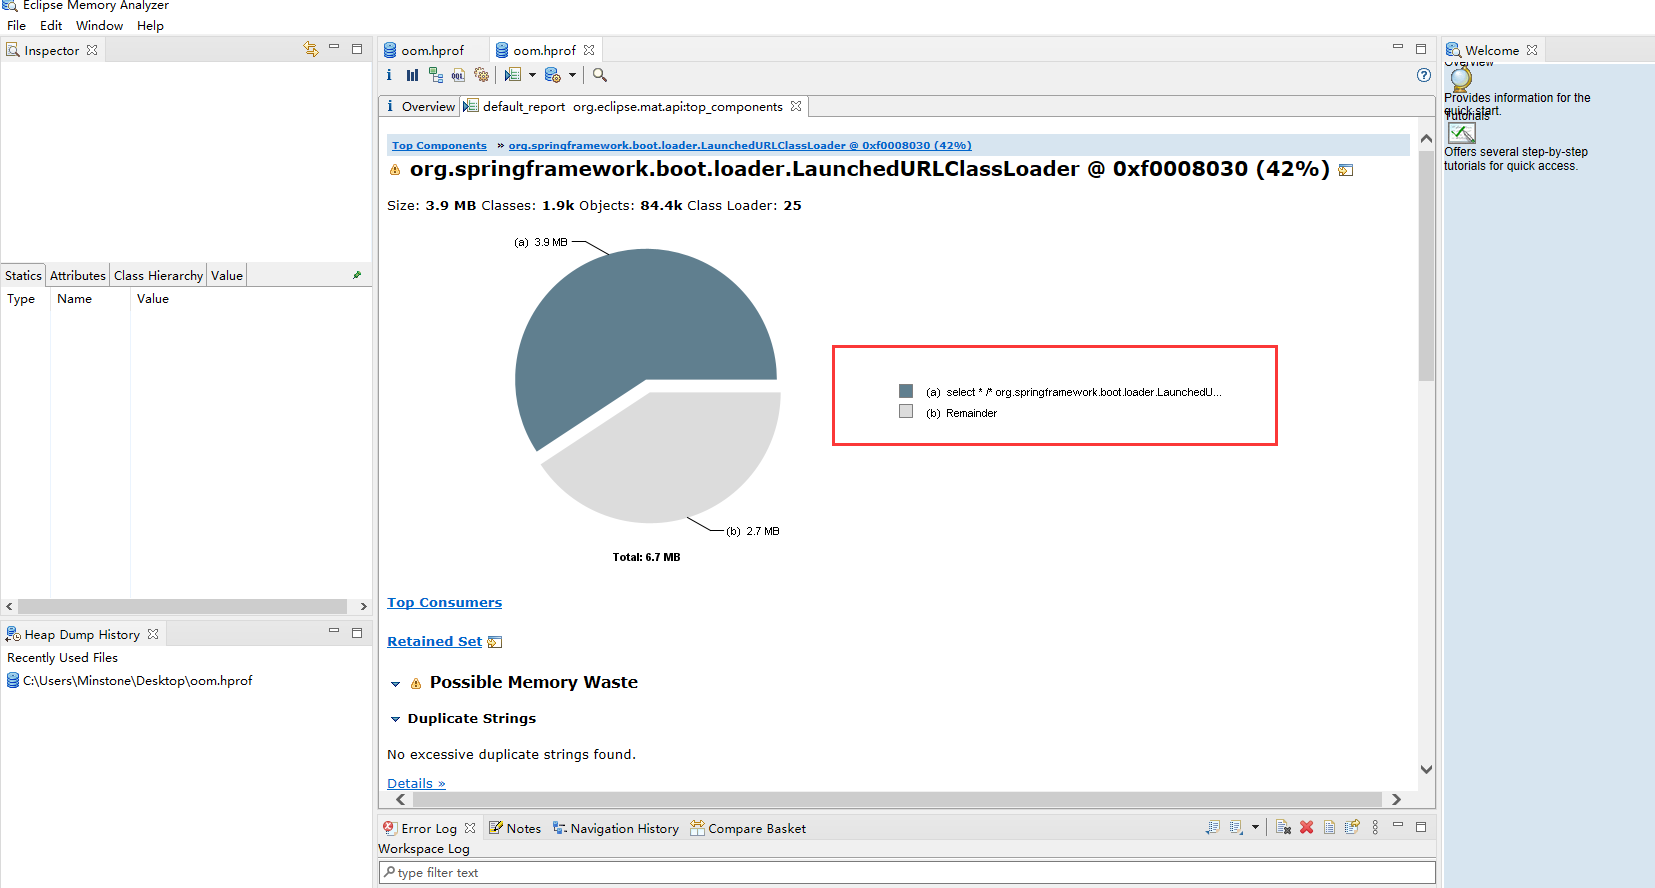 Eclipse Memory Analyzer
File Edit Window Help
Inspector
Statics Attributes Class Hierarchy Value
Type Name Value
Heap Dump History
Recently Used Files
C:\Users\Minstone\Desktop\oom.hprof
oom.hprof oom.hprof
i OQL ?
i Overview default_report org.eclipse.mat.api:top_components
Top Components » org.springframework.boot.loader.LaunchedURLClassLoader @ 0xf0008030 (42%)
org.springframework.boot.loader.LaunchedURLClassLoader @ 0xf0008030 (42%)
Size: 3.9 MB Classes: 1.9k Objects: 84.4k Class Loader: 25
(a) 3.9 MB
(a) select * /* org.springframework.boot.loader.LaunchedU...
(b) Remainder
(b) 2.7 MB
Total: 6.7 MB
Top Consumers
Retained Set
Possible Memory Waste
Duplicate Strings
No excessive duplicate strings found.
Details »
Error Log Notes Navigation History Compare Basket
Workspace Log
type filter text
Welcome
Overview
Provides information for the
quick start.
Tutorials
Offers several step-by-step
tutorials for quick access.